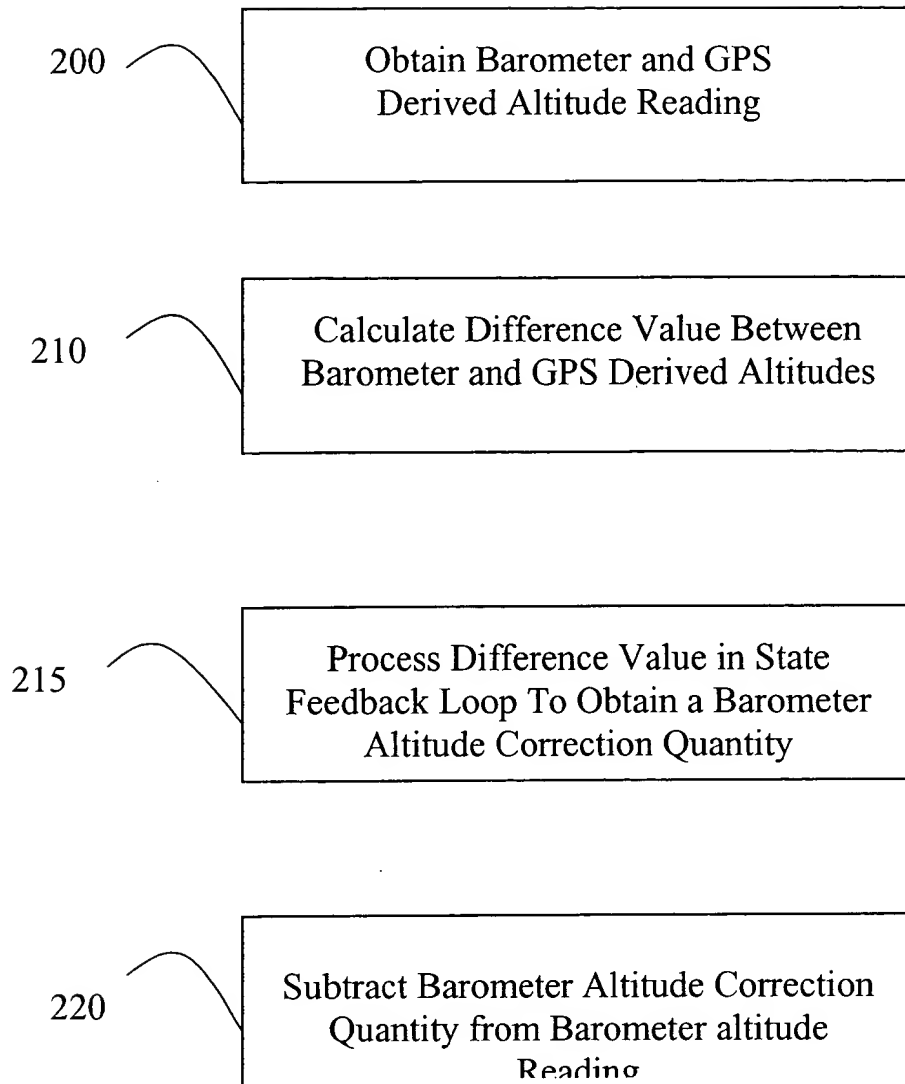 200
Obtain Barometer and GPS
Derived Altitude Reading
210
Calculate Difference Value Between
Barometer and GPS Derived Altitudes
215
Process Difference Value in State
Feedback Loop To Obtain a Barometer
Altitude Correction Quantity
220
Subtract Barometer Altitude Correction
Quantity from Barometer altitude
Reading